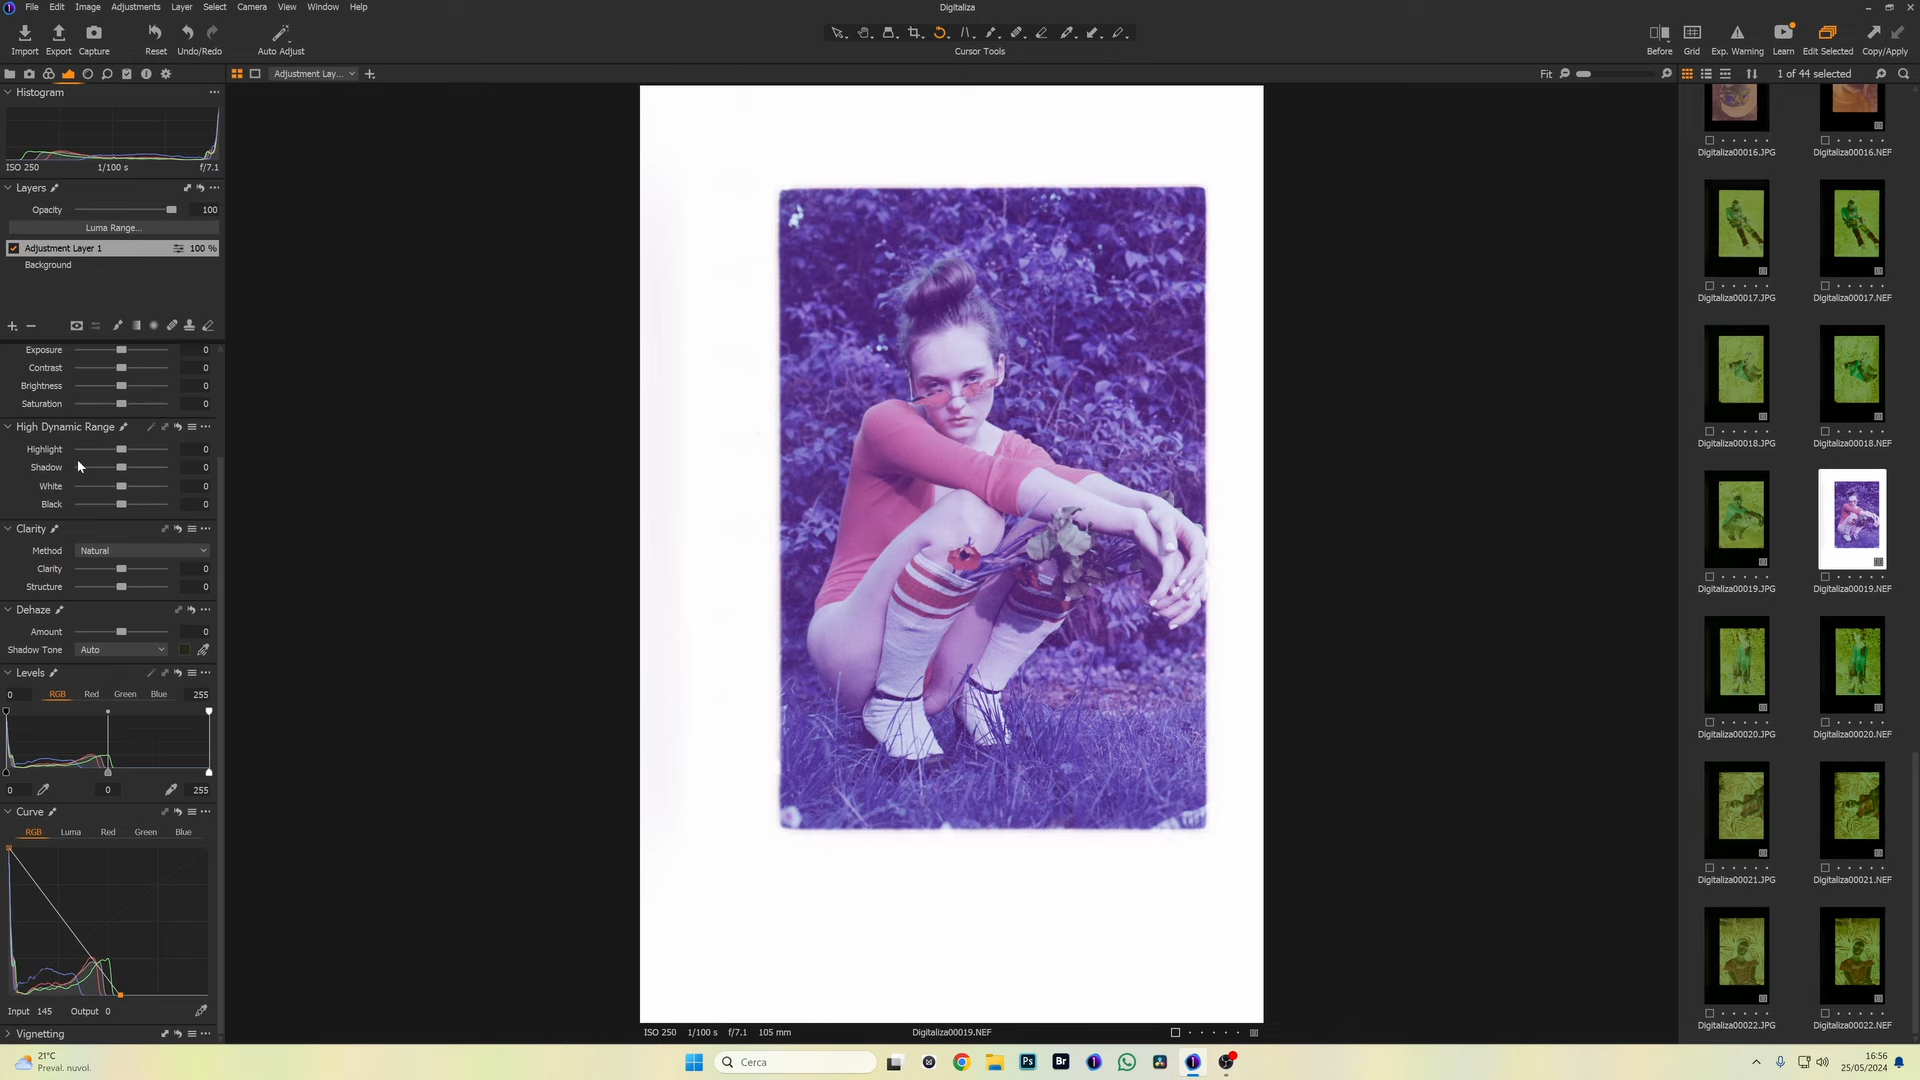 File Edit Image Adjustments Layer Select Camera View Window Help
Digitaliza
Import Export Capture Reset Undo/Redo Auto Adjust
Cursor Tools
Before Grid Exp. Warning Learn Edit Selected Copy/Apply
Adjustment Lay...
Fit
1 of 44 selected
Histogram
ISO 250 1/100 s f/7.1
Layers
Opacity 100
Luma Range...
Adjustment Layer 1 100 %
Background
Exposure 0
Contrast 0
Brightness 0
Saturation 0
High Dynamic Range
Highlight 0
Shadow 0
White 0
Black 0
Clarity
Method Natural
Clarity 0
Structure 0
Dehaze
Amount 0
Shadow Tone Auto
Levels
0 RGB Red Green Blue 255
0 0 255
Curve
RGB Luma Red Green Blue
Input 145 Output 0
Vignetting
ISO 250 1/100 s f/7.1 105 mm Digitaliza00019.NEF
Digitaliza00016.JPG Digitaliza00016.NEF
Digitaliza00017.JPG Digitaliza00017.NEF
Digitaliza00018.JPG Digitaliza00018.NEF
Digitaliza00019.JPG Digitaliza00019.NEF
Digitaliza00020.JPG Digitaliza00020.NEF
Digitaliza00021.JPG Digitaliza00021.NEF
Digitaliza00022.JPG Digitaliza00022.NEF
21°C
Preval. nuvol.
Cerca
Ps Br
16:56
25/05/2024